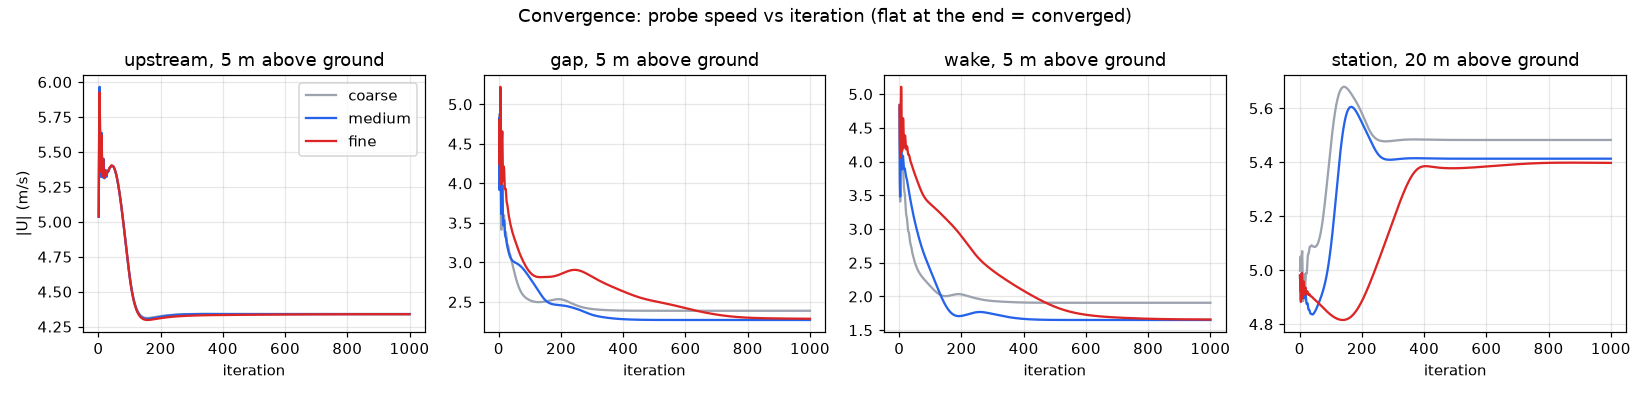 Convergence: probe speed vs iteration (flat at the end = converged)
upstream, 5 m above ground
6.00
5.75
5.50
5.25
5.00
4.75
4.50
4.25
|U| (m/s)
coarse
medium
fine
0 200 400 600 800 1000
iteration
gap, 5 m above ground
5.0
4.5
4.0
3.5
3.0
2.5
0 200 400 600 800 1000
iteration
wake, 5 m above ground
5.0
4.5
4.0
3.5
3.0
2.5
2.0
1.5
0 200 400 600 800 1000
iteration
station, 20 m above ground
5.6
5.4
5.2
5.0
4.8
0 200 400 600 800 1000
iteration